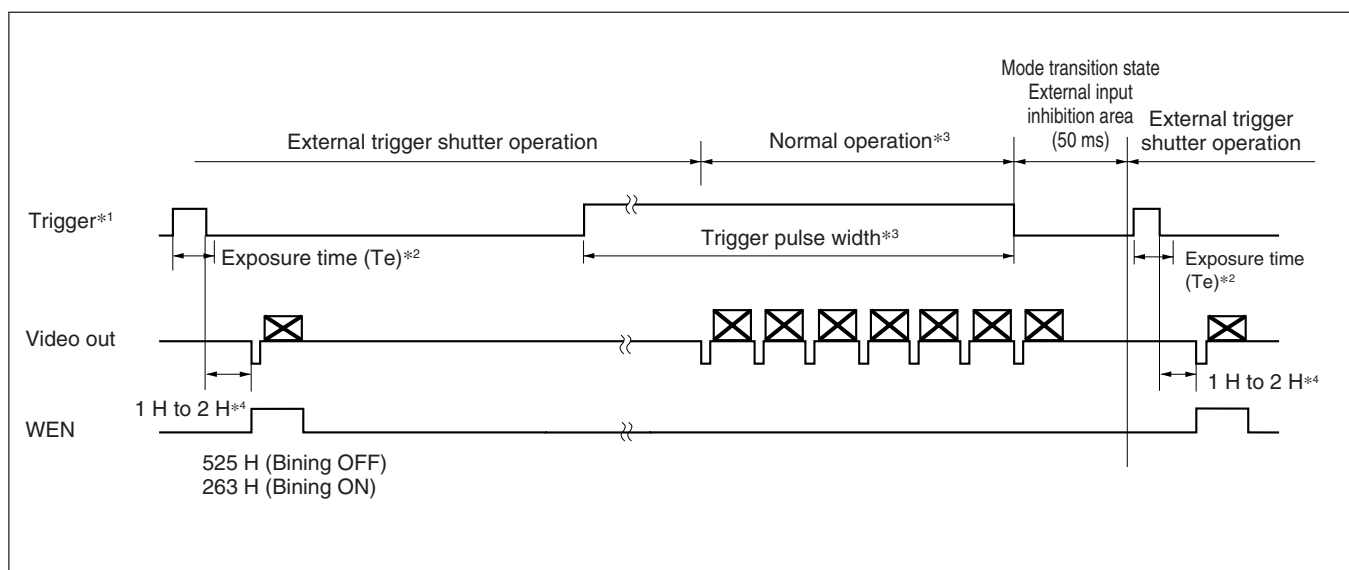 Mode transition state
External input
inhibition area
(50 ms)
External trigger shutter operation
Normal operation*3
External trigger
shutter operation
Trigger*1
Exposure time (Te)*2
Trigger pulse width*3
Exposure time
(Te)*2
Video out
1 H to 2 H*4
1 H to 2 H*4
WEN
525 H (Bining OFF)
263 H (Bining ON)